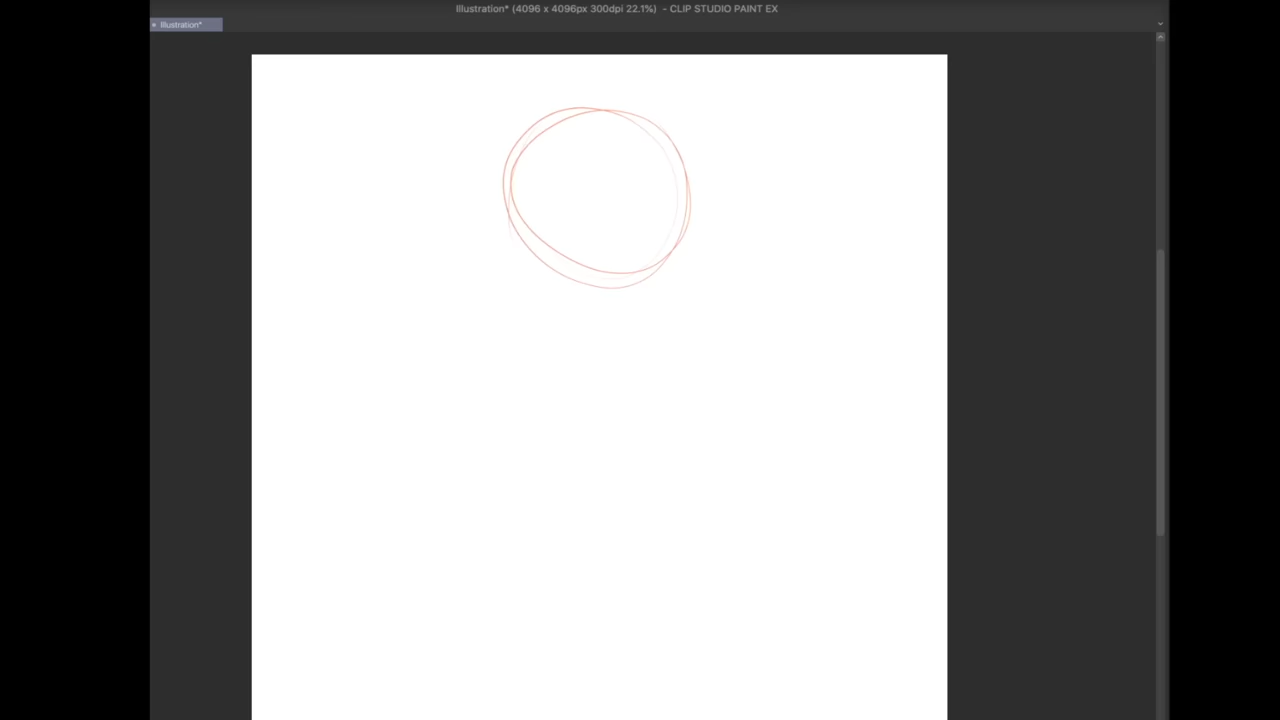 Illustration* (4096 x 4096px 300dpi 22.1%)  - CLIP STUDIO PAINT EX
Illustration*